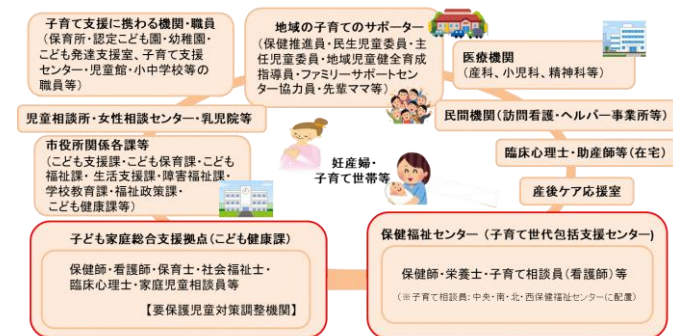 子育て支援に携わる機関・職員
（保育所・認定こども園・幼稚園・
こども発達支援室、子育て支援
センター・児童館・小中学校等の
職員等）
地域の子育てのサポーター
（保健推進員・民生児童委員・主
任児童委員・地域児童健全育成
指導員・ファミリーサポートセン
ター協力員・先輩ママ等）
医療機関
（産科、小児科、精神科等）
児童相談所・女性相談センター・乳児院等
民間機関（訪問看護・ヘルパー事業所等）
市役所関係各課等
（こども支援課・こども保育課・こども
福祉課・ 生活支援課・障害福祉課・
学校教育課・福祉政策課・
こども健康課等）
妊産婦・
子育て世帯等
臨床心理士・助産師等（在宅）
産後ケア応援室
子ども家庭総合支援拠点（こども健康課）
保健師・看護師・保育士・社会福祉士・
臨床心理士・家庭児童相談員等
【要保護児童対策調整機関】
保健福祉センター （子育て世代包括支援センター）
保健師・栄養士・子育て相談員（看護師）等
（※子育て相談員：中央・南・北・西保健福祉センターに配置）